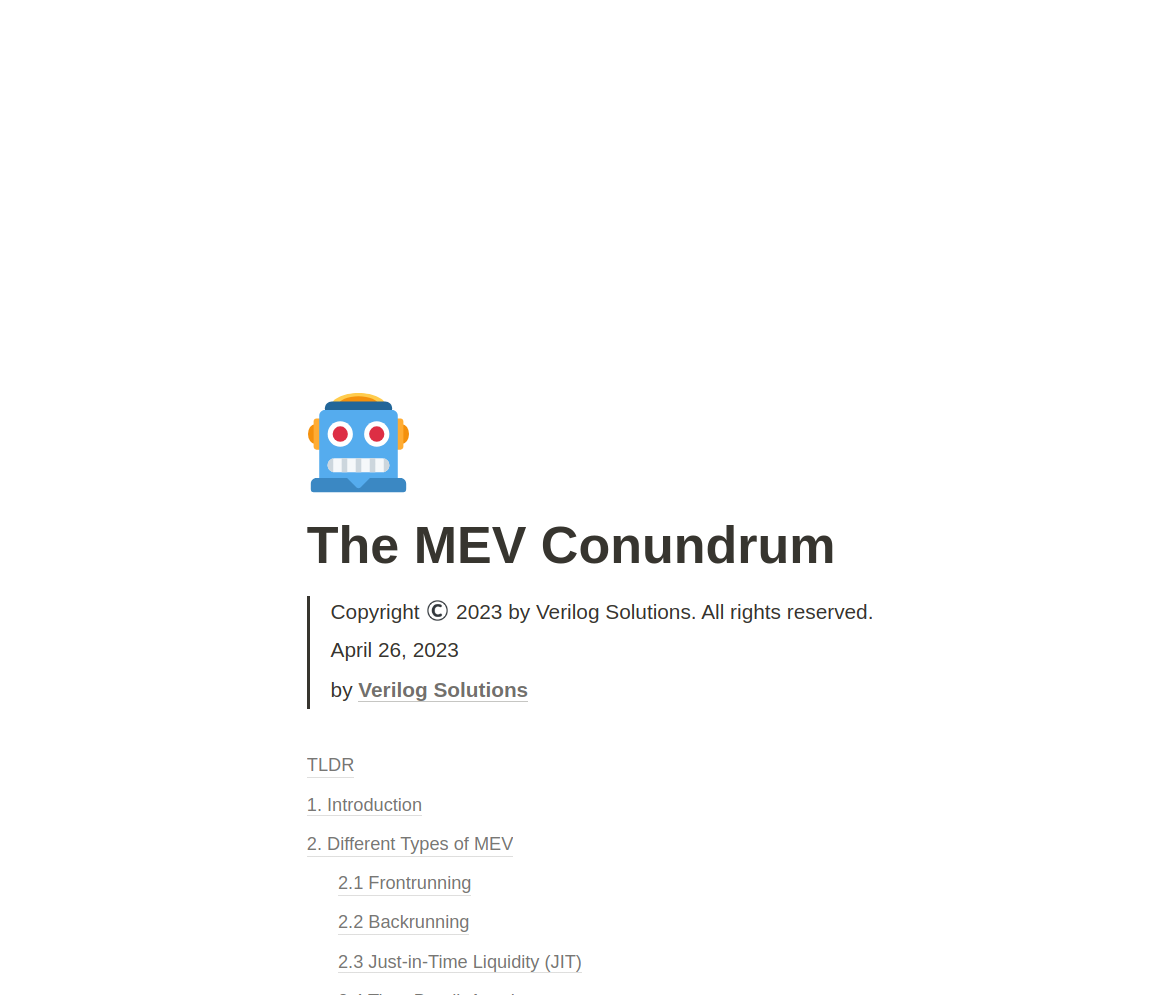 The MEV Conundrum
Copyright © 2023 by Verilog Solutions. All rights reserved.
April 26, 2023
by Verilog Solutions
TLDR
1. Introduction
2. Different Types of MEV
2.1 Frontrunning
2.2 Backrunning
2.3 Just-in-Time Liquidity (JIT)